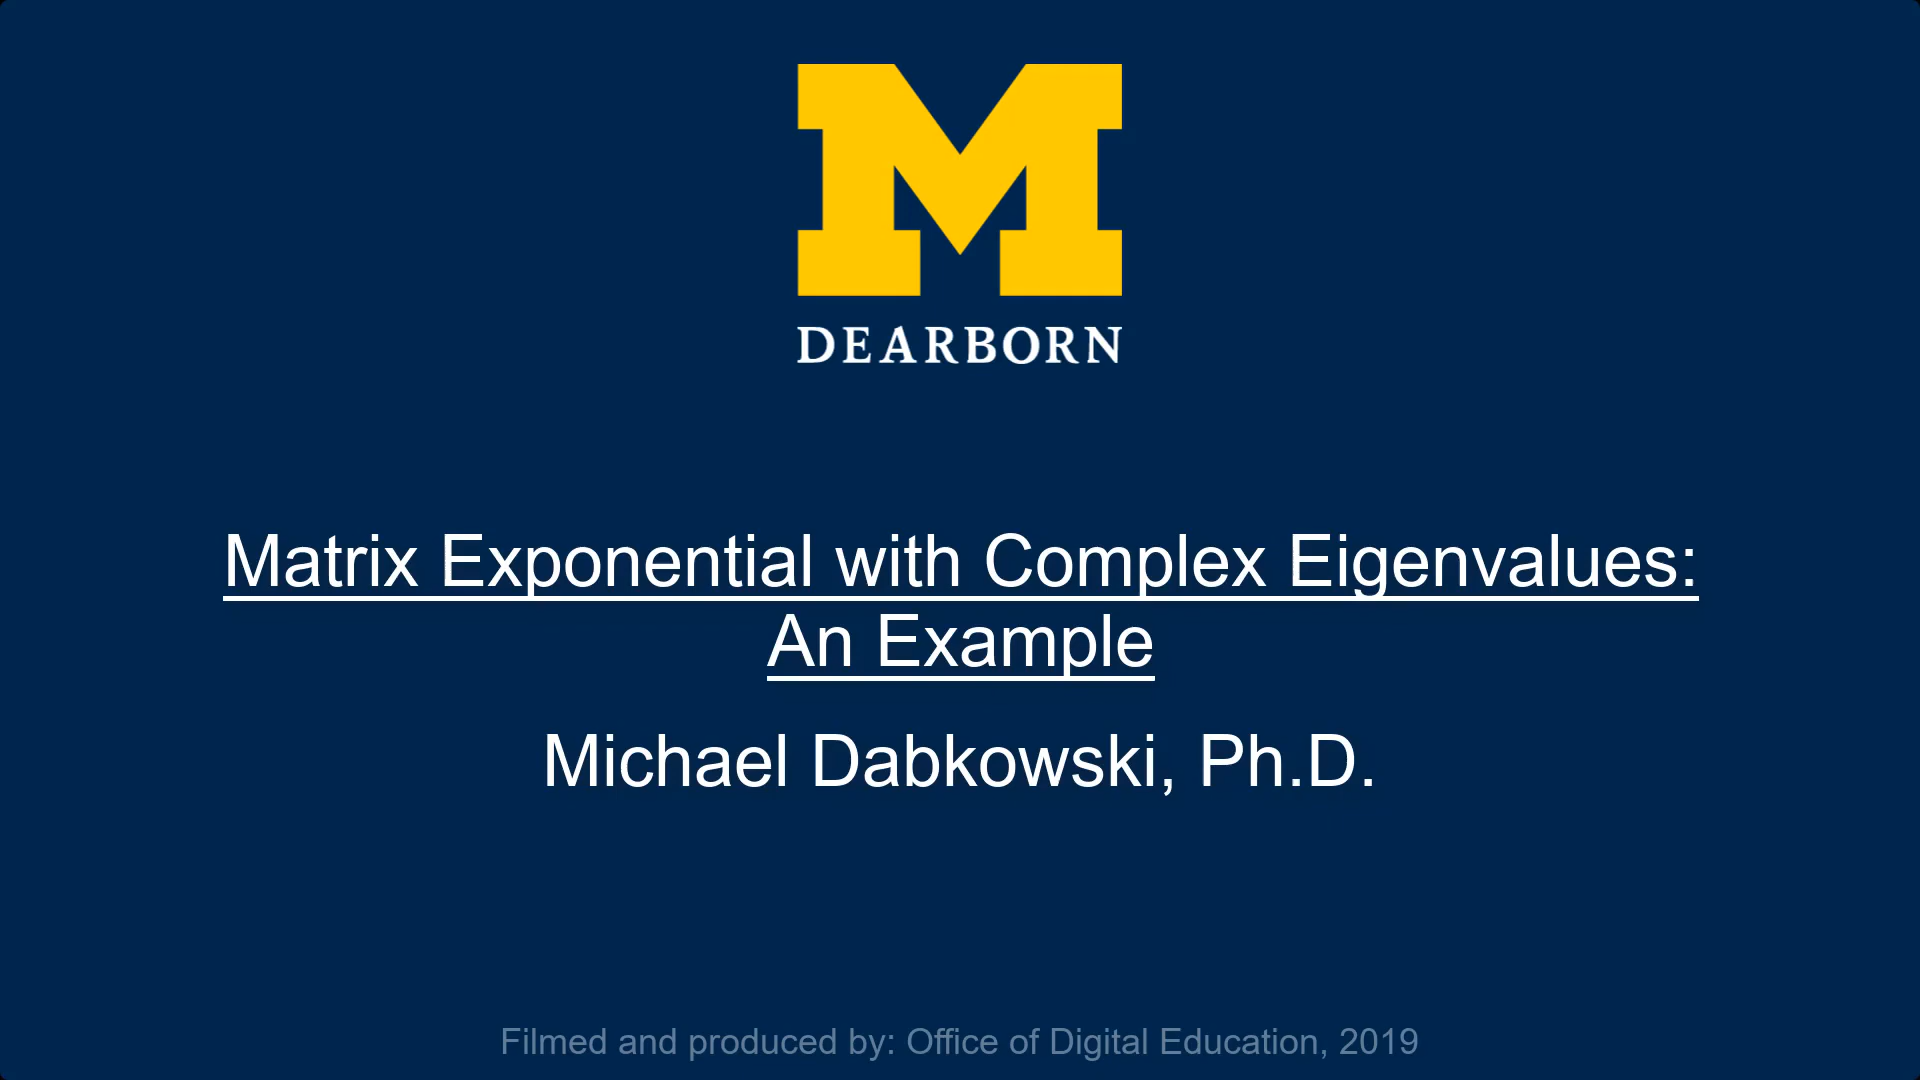 M
DEARBORN
Matrix Exponential with Complex Eigenvalues:
An Example
Michael Dabkowski, Ph.D.
Filmed and produced by: Office of Digital Education, 2019